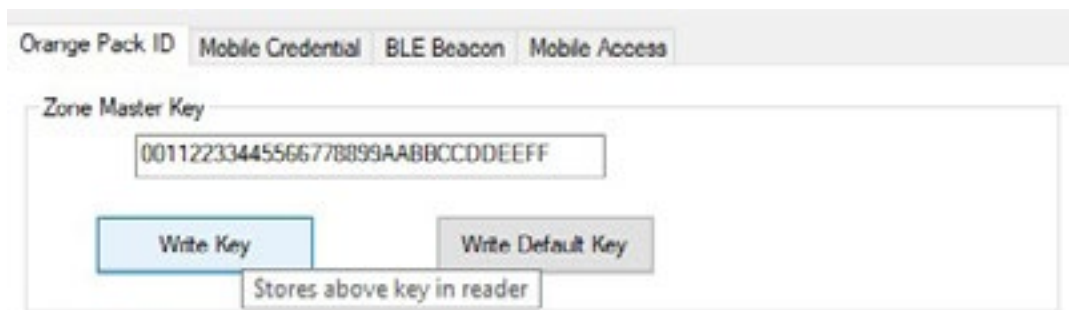 Orange Pack ID Mobile Credential BLE Beacon Mobile Access
Zone Master Key
00112233445566778899AABBCCDDEEFF
Write Key Write Default Key
Stores above key in reader